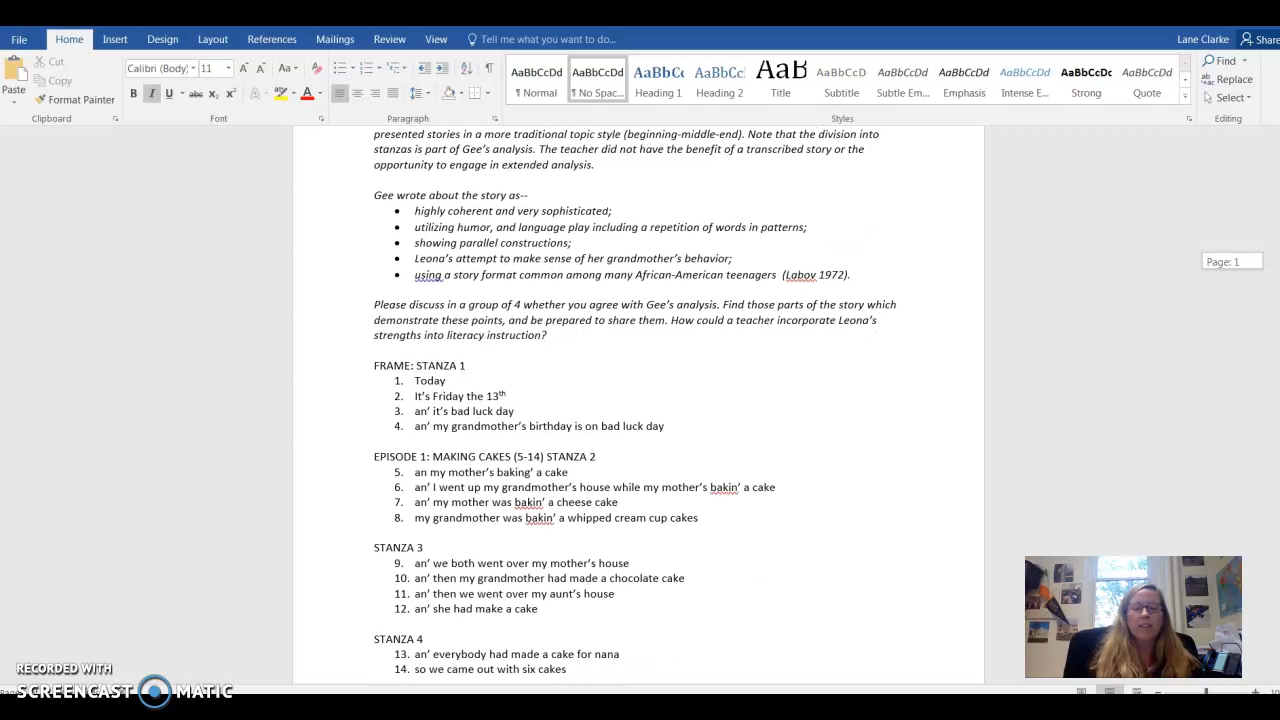 File Home Insert Design Layout References Mailings Review View Tell me what you want to do... Lane Clarke Share
Paste
Cut
Copy
Format Painter
Clipboard
Calibri (Body) 11
Font
Paragraph
AaBbCcDd ¶ Normal
AaBbCcDd ¶ No Spac...
AaBbC Heading 1
AaBbCc Heading 2
AaB Title
AaBbCcD Subtitle
AaBbCcDd Subtle Em...
AaBbCcDd Emphasis
AaBbCcDd Intense E...
AaBbCcDc Strong
AaBbCcDd Quote
Styles
Find
Replace
Select
Editing
presented stories in a more traditional topic style (beginning-middle-end). Note that the division into
stanzas is part of Gee's analysis. The teacher did not have the benefit of a transcribed story or the
opportunity to engage in extended analysis.
Gee wrote about the story as--
• highly coherent and very sophisticated;
• utilizing humor, and language play including a repetition of words in patterns;
• showing parallel constructions;
• Leona's attempt to make sense of her grandmother's behavior;
• using a story format common among many African-American teenagers (Labov 1972).
Page: 1
Please discuss in a group of 4 whether you agree with Gee's analysis. Find those parts of the story which
demonstrate these points, and be prepared to share them. How could a teacher incorporate Leona's
strengths into literacy instruction?
FRAME: STANZA 1
1. Today
2. It's Friday the 13th
3. an' it's bad luck day
4. an' my grandmother's birthday is on bad luck day
EPISODE 1: MAKING CAKES (5-14) STANZA 2
5. an my mother's baking' a cake
6. an' I went up my grandmother's house while my mother's bakin' a cake
7. an' my mother was bakin' a cheese cake
8. my grandmother was bakin' a whipped cream cup cakes
STANZA 3
9. an' we both went over my mother's house
10. an' then my grandmother had made a chocolate cake
11. an' then we went over my aunt's house
12. an' she had make a cake
STANZA 4
13. an' everybody had made a cake for nana
14. so we came out with six cakes
RECORDED WITH
SCREENCAST MATIC